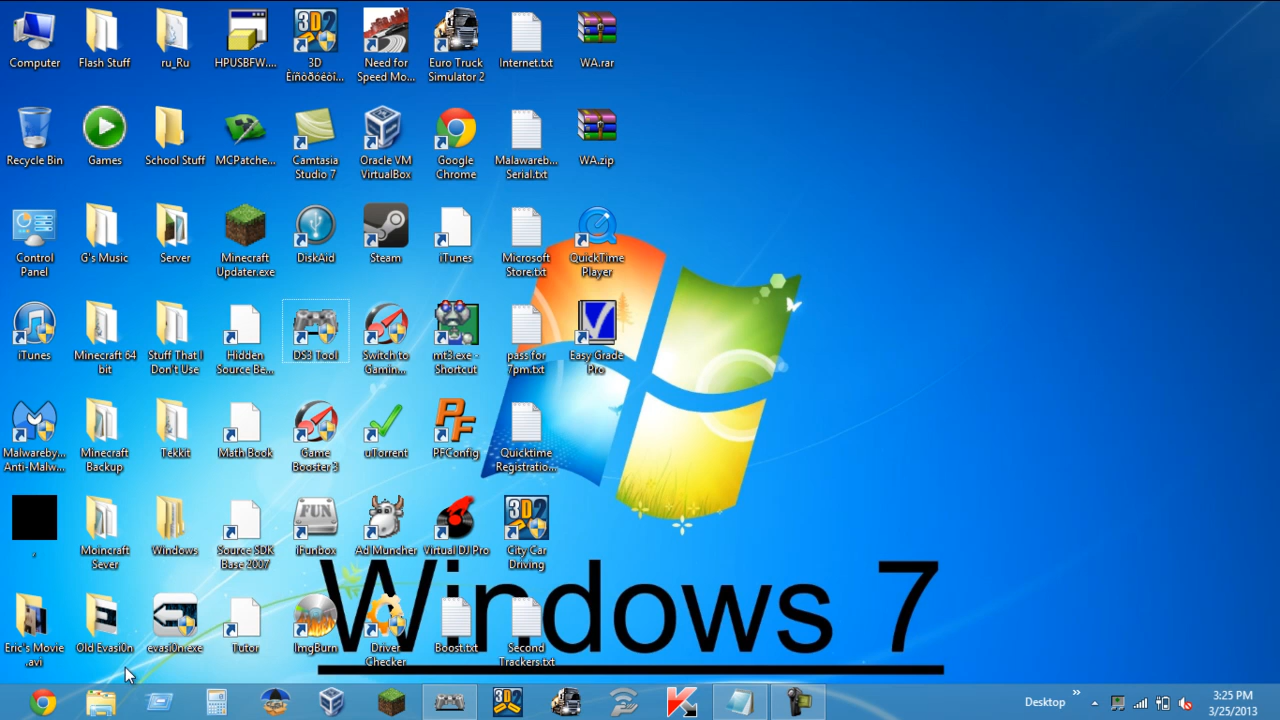 Computer
Flash Stuff
ru_Ru
HPUSBFW....
3D
Èíñòðóêòî...
Need for
Speed Mo...
Euro Truck
Simulator 2
Internet.txt
WA.rar
Recycle Bin
Games
School Stuff
MCPatche...
Camtasia
Studio 7
Oracle VM
VirtualBox
Google
Chrome
Malawareb...
Serial.txt
WA.zip
Control
Panel
G's Music
Server
Minecraft
Updater.exe
DiskAid
Steam
iTunes
Microsoft
Store.txt
QuickTime
Player
iTunes
Minecraft 64
bit
Stuff That I
Don't Use
Hidden
Source Be...
DS3 Tool
Switch to
Gamin...
mt3.exe -
Shortcut
pass for
7pm.txt
Easy Grade
Pro
Malwareby...
Anti-Malw...
Minecraft
Backup
Tekkit
Math Book
Game
Booster 3
uTorrent
PF
PFConfig
Quicktime
Registratio...
,
Moincraft
Sever
Windows
Source SDK
Base 2007
FUN
iFunbox
Ad Muncher
Virtual DJ Pro
3D2
City Car
Driving
Eric's Movie
.avi
Old Evasi0n
evasi0n.exe
Tutor
ImgBurn
Driver
Checker
Boost.txt
Second
Trackers.txt
Windows 7
Desktop
»
3:25 PM
3/25/2013